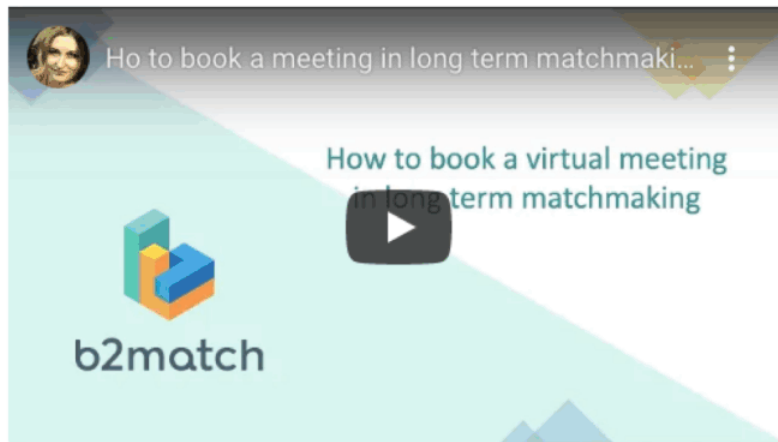 Ho to book a meeting in long term matchmaki...
How to book a virtual meeting
in long term matchmaking
b2match